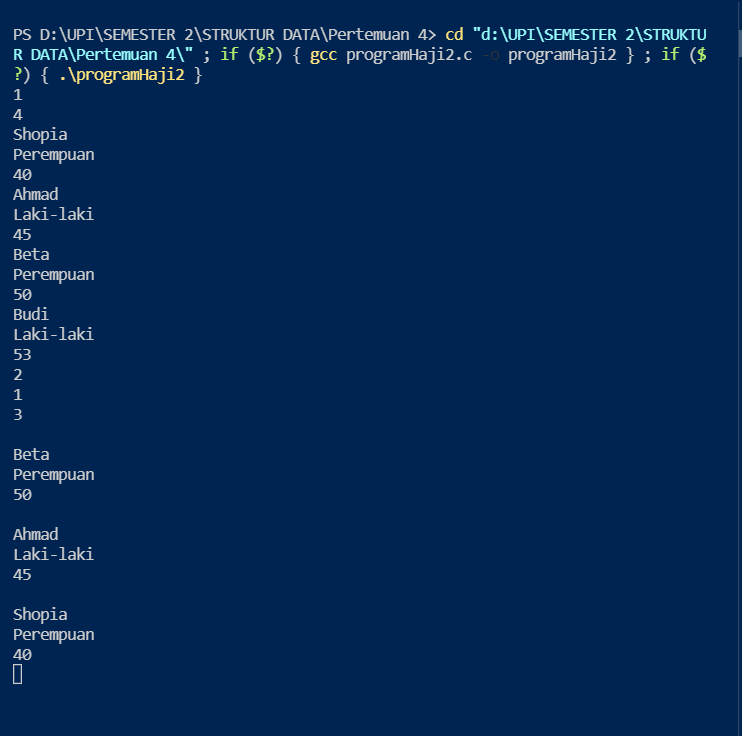 PS D:\UPI\SEMESTER 2\STRUKTUR DATA\Pertemuan 4> cd "d:\UPI\SEMESTER 2\STRUKTU
R DATA\Pertemuan 4\" ; if ($?) { gcc programHaji2.c -o programHaji2 } ; if ($
?) { .\programHaji2 }
1
4
Shopia
Perempuan
40
Ahmad
Laki-laki
45
Beta
Perempuan
50
Budi
Laki-laki
53
2
1
3
Beta
Perempuan
50
Ahmad
Laki-laki
45
Shopia
Perempuan
40